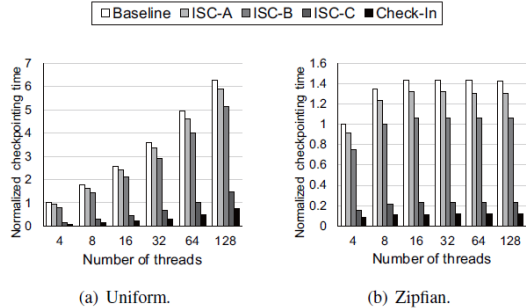 Baseline ISC-A ISC-B ISC-C Check-In
Normalized checkpointing time
7
6
5
4
3
2
1
0
4 8 16 32 64 128
Number of threads
(a) Uniform.
Normalized checkpointing time
1.6
1.4
1.2
1
0.8
0.6
0.4
0.2
0
4 8 16 32 64 128
Number of threads
(b) Zipfian.